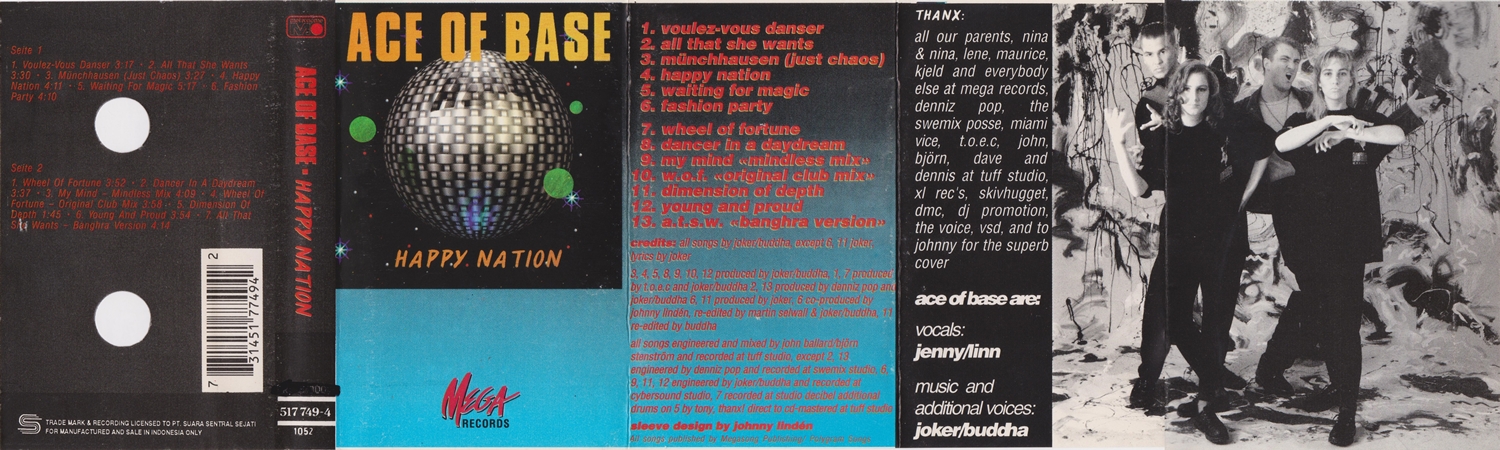 Seite 1
1. Voulez-Vous Danser 3:17 • 2. All That She Wants
3:30 • 3. Münchhausen (Just Chaos) 3:27 • 4. Happy
Nation 4:11 • 5. Waiting For Magic 5:17 • 6. Fashion
Party 4:10
Seite 2
1. Wheel Of Fortune 3:52 • 2. Dancer In A Daydream
3:37 • 3. My Mind – Mindless Mix 4:09 • 4. Wheel Of
Fortune – Original Club Mix 3:58 • 5. Dimension Of
Depth 1:45 • 6. Young And Proud 3.54 • 7. All That
She Wants – Banghra Version 4.14
7 31451 77494 2
TRADE MARK & RECORDING LICENSED TO PT. SUARA SENTRAL SEJATI
FOR MANUFACTURED AND SALE IN INDONESIA ONLY
ACE OF BASE - HAPPY NATION
517 749-4
1052
ACE OF BASE
HAPPY NATION
MEGA
RECORDS
1. voulez-vous danser
2. all that she wants
3. münchhausen (just chaos)
4. happy nation
5. waiting for magic
6. fashion party
7. wheel of fortune
8. dancer in a daydream
9. my mind «mindless mix»
10. w.o.f. «original club mix»
11. dimension of depth
12. young and proud
13. a.t.s.w. «banghra version»
credits: all songs by joker/buddha, except 6, 11 joker,
lyrics by joker
3, 4, 5, 8, 9, 10, 12 produced by joker/buddha, 1, 7 produced
by t.o.e.c and joker/buddha 2, 13 produced by denniz pop and
joker/buddha 6, 11 produced by joker, 6 co-produced by
johnny lindén, re-edited by martin selwall & joker/buddha, 11
re-edited by buddha
all songs engineered and mixed by john ballard/björn
stenström and recorded at tuff studio, except 2, 13
engineered by denniz pop and recorded at swemix studio, 6,
9, 11, 12 engineered by joker/buddha and recorded at
cybersound studio, 7 recorded at studio decibel additional
drums on 5 by tony, thanx! direct to cd-mastered at tuff studio
sleeve design by johnny lindén
All songs published by Megasong Publishing
THANX:
all our parents, nina
& nina, lene, maurice,
kjeld and everybody
else at mega records,
denniz pop, the
swemix posse, miami
vice, t.o.e.c, john,
björn, dave and
dennis at tuff studio,
xl rec's, skivhugget,
dmc, dj promotion,
the voice, vsd, and to
johnny for the superb
cover
ace of base are:
vocals:
jenny/linn
music and
additional voices:
joker/buddha